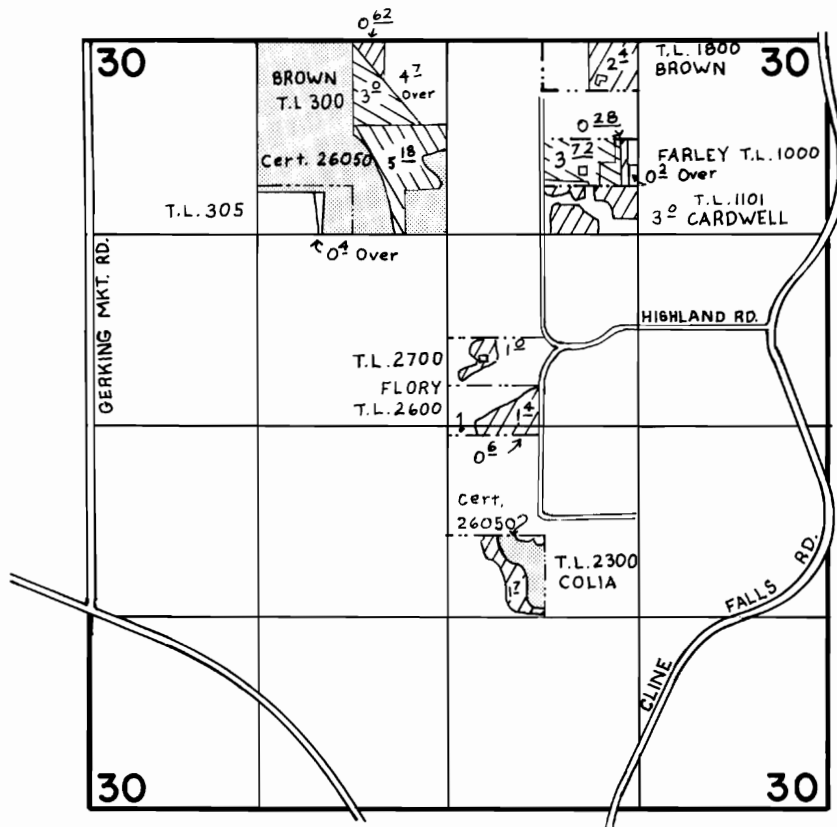 0 62
30
BROWN
T.L 300
Cert. 26050
3 0
4 7
Over
5 18
2 4
T.L. 1800
BROWN
30
0 28
3 72
FARLEY T.L. 1000
0 2 Over
T.L. 1101
3 0 CARDWELL
T.L. 305
0 4 Over
GERKING MKT. RD.
HIGHLAND RD.
T.L. 2700
1 0
FLORY
T.L. 2600
1 4
0 6
Cert.
26050
T.L. 2300
COLIA
1 7
CLINE FALLS RD.
30
30